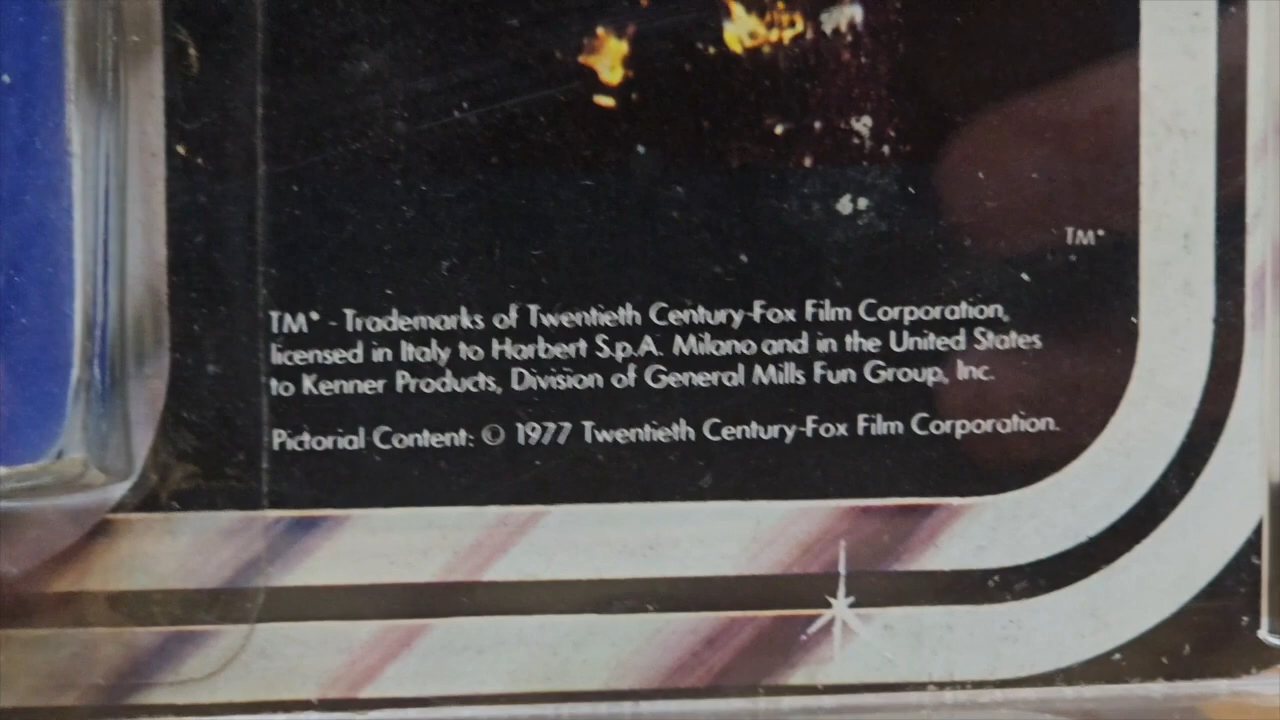 TM*
TM* - Trademarks of Twentieth Century-Fox Film Corporation,
licensed in Italy to Harbert S.p.A. Milano and in the United States
to Kenner Products, Division of General Mills Fun Group, Inc.
Pictorial Content: © 1977 Twentieth Century-Fox Film Corporation.